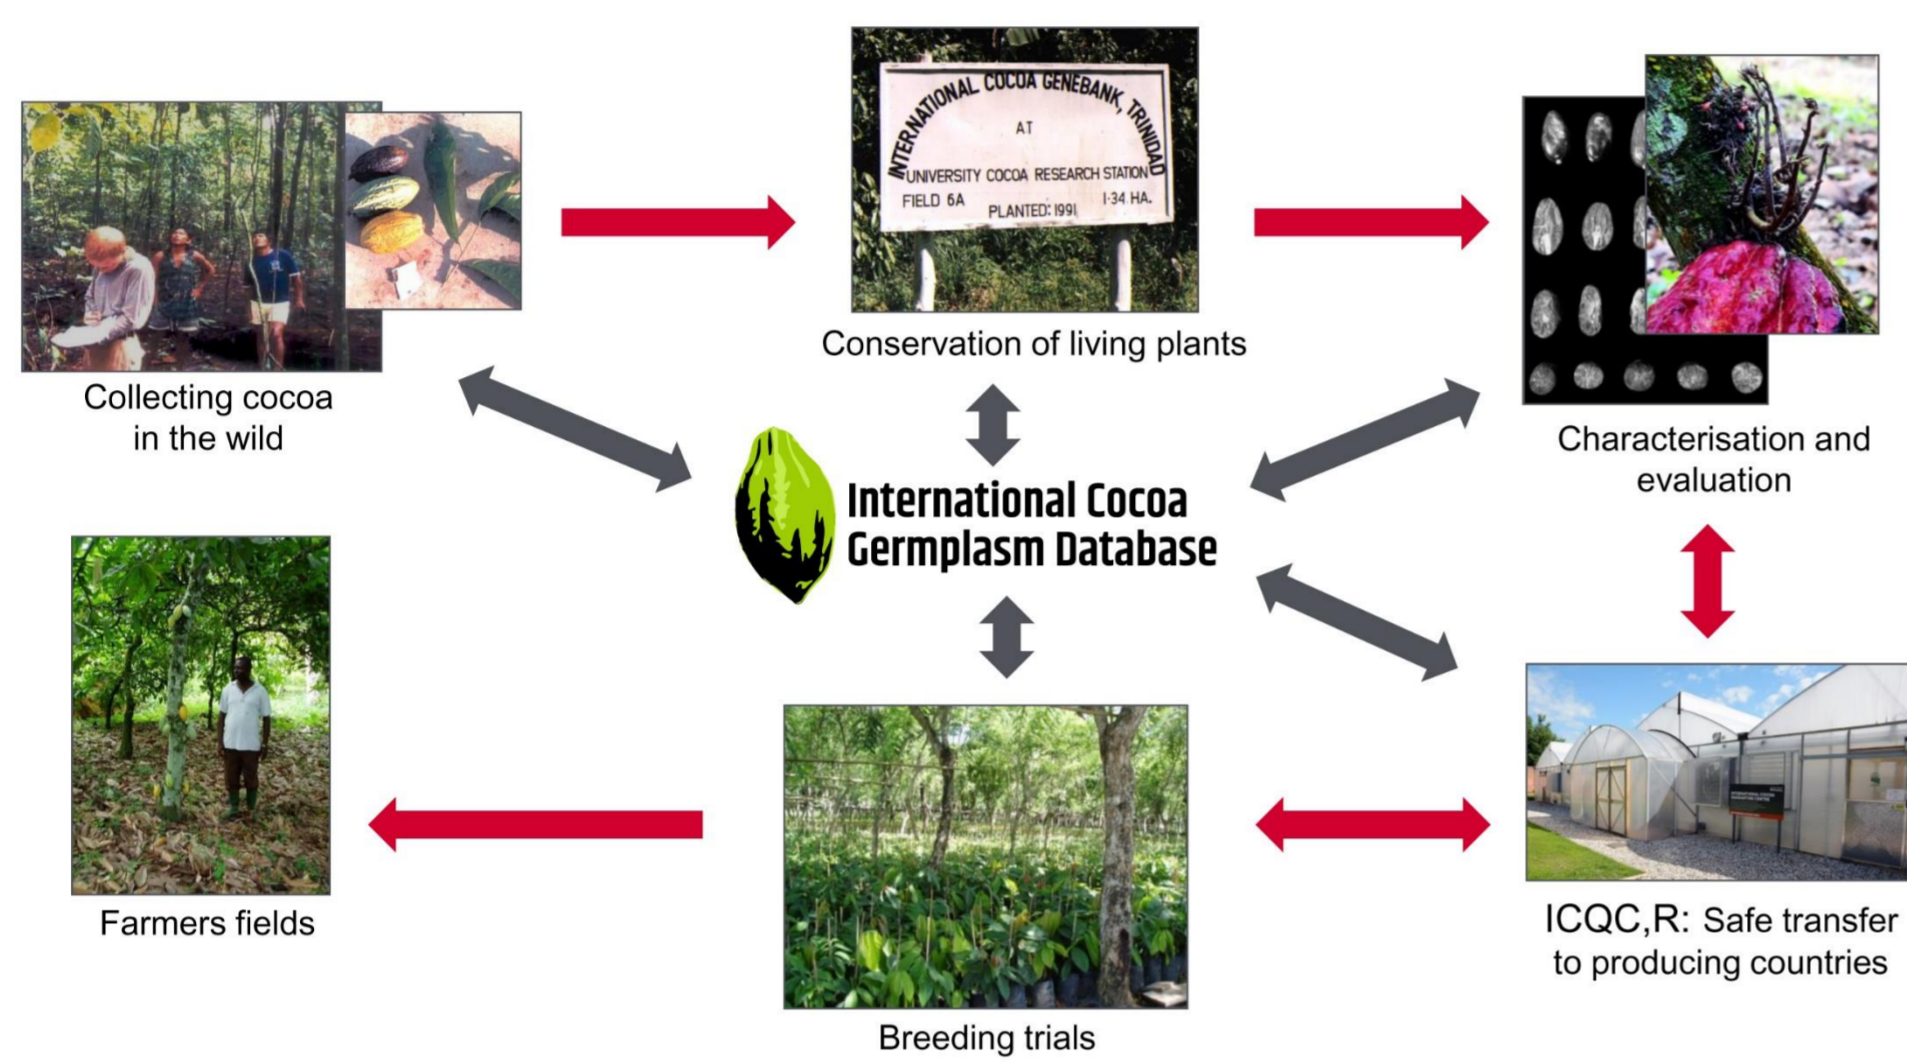 INTERNATIONAL COCOA GENEBANK, TRINIDAD
AT
UNIVERSITY COCOA RESEARCH STATION
FIELD 6A
1·34 HA.
PLANTED: 1991
Conservation of living plants
Collecting cocoa
in the wild
Characterisation and
evaluation
International Cocoa
Germplasm Database
Farmers fields
ICQC,R: Safe transfer
to producing countries
Breeding trials